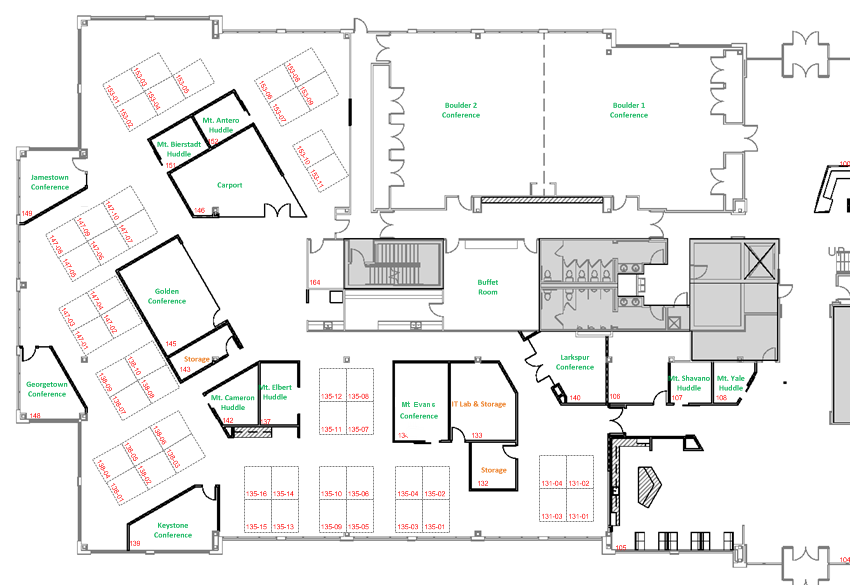 153-03
153-05
153-01
153-04
153-02
153-08
153-06
153-09
153-07
Mt. Antero
Huddle
152
Mt. Bierstadt
Huddle
151
153-10
153-11
Boulder 2
Conference
Boulder 1
Conference
Jamestown
Conference
149
Carport
146
147-10
147-09
147-07
147-08
147-06
147-05
164
Buffet
Room
UP
Golden
Conference
145
147-04
147-03
147-02
147-01
Storage
143
138-10
138-09
138-08
138-07
Georgetown
Conference
148
Mt. Cameron
Huddle
142
Mt. Elbert
Huddle
137
135-12
135-08
135-11
135-07
Mt Evans
Conference
IT Lab & Storage
133
Storage
132
Larkspur
Conference
140
106
Mt. Shavano
Huddle
107
Mt. Yale
Huddle
108
138-06
138-05
138-03
138-04
138-02
138-01
Keystone
Conference
139
135-16
135-14
135-15
135-13
135-10
135-06
135-09
135-05
135-04
135-02
135-03
135-01
131-04
131-02
131-03
131-01
105
104